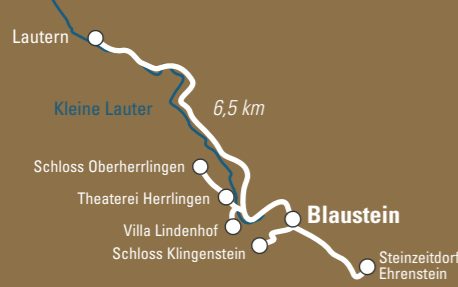 Lautern
Kleine Lauter
6,5 km
Schloss Oberherrlingen
Theaterei Herrlingen
Villa Lindenhof
Blaustein
Schloss Klingenstein
Steinzeitdorf
Ehrenstein